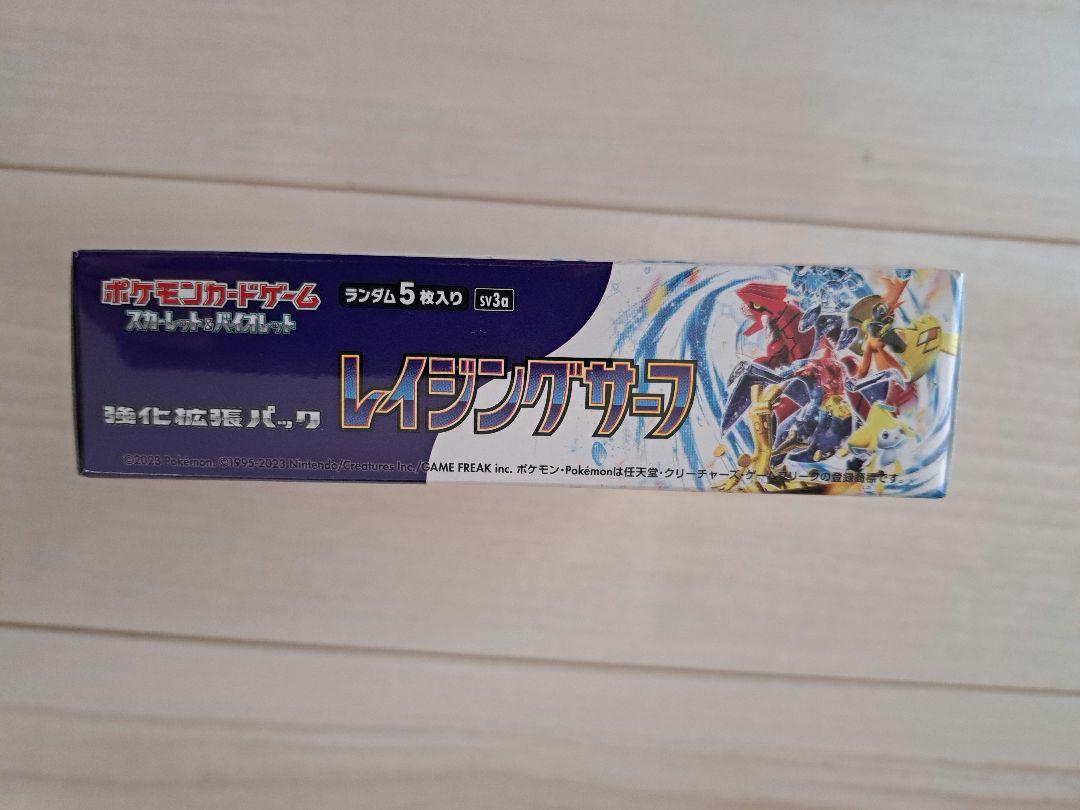 ポケモンカードゲーム
スカーレット&バイオレット
ランダム5枚入り SV3a
レイジングサーフ
強化拡張パック
©2023 Pokémon. ©1995-2023 Nintendo/Creatures Inc./GAME FREAK inc. ポケモン・Pokémonは任天堂・クリーチャーズ・ゲームフリークの登録商標です。